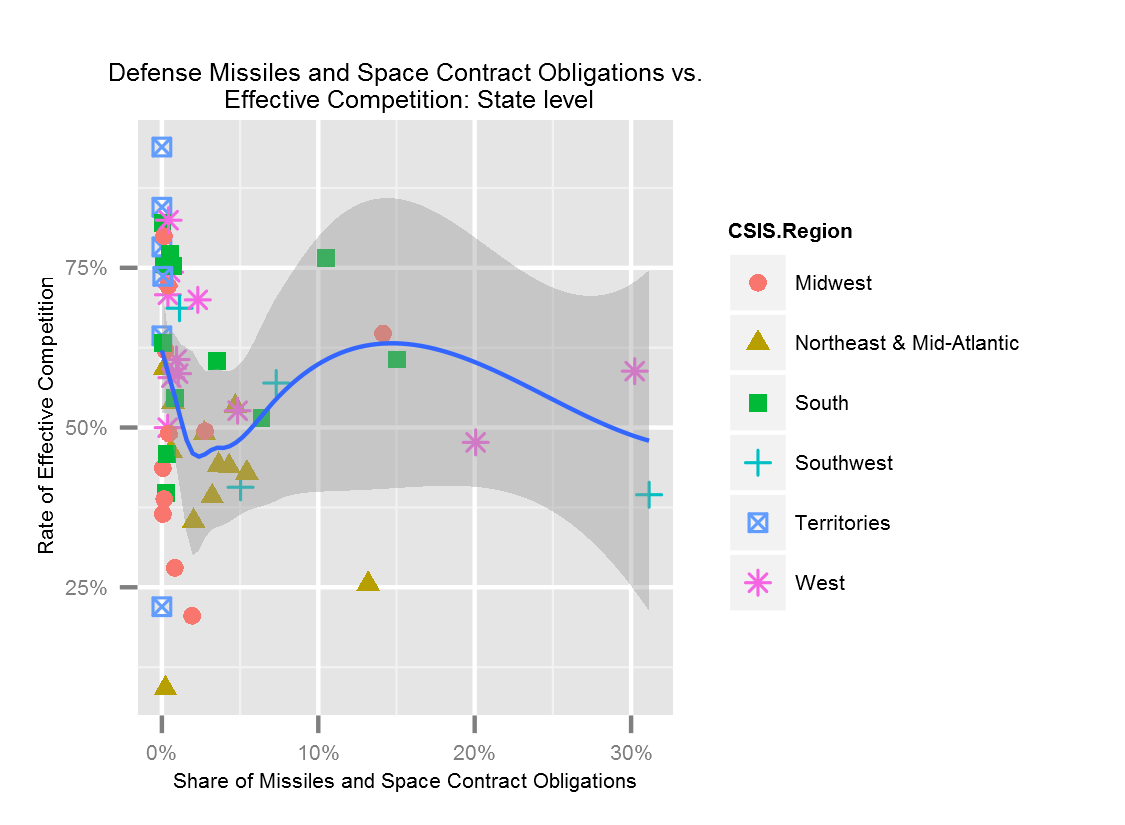 Defense Missiles and Space Contract Obligations vs.
Effective Competition: State level
Rate of Effective Competition
75%
50%
25%
0%
10%
20%
30%
Share of Missiles and Space Contract Obligations
CSIS.Region
Midwest
Northeast & Mid-Atlantic
South
Southwest
Territories
West